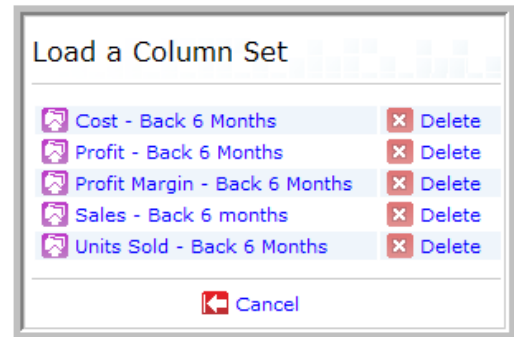 Load a Column Set
Cost - Back 6 Months Delete
Profit - Back 6 Months Delete
Profit Margin - Back 6 Months Delete
Sales - Back 6 months Delete
Units Sold - Back 6 Months Delete
Cancel